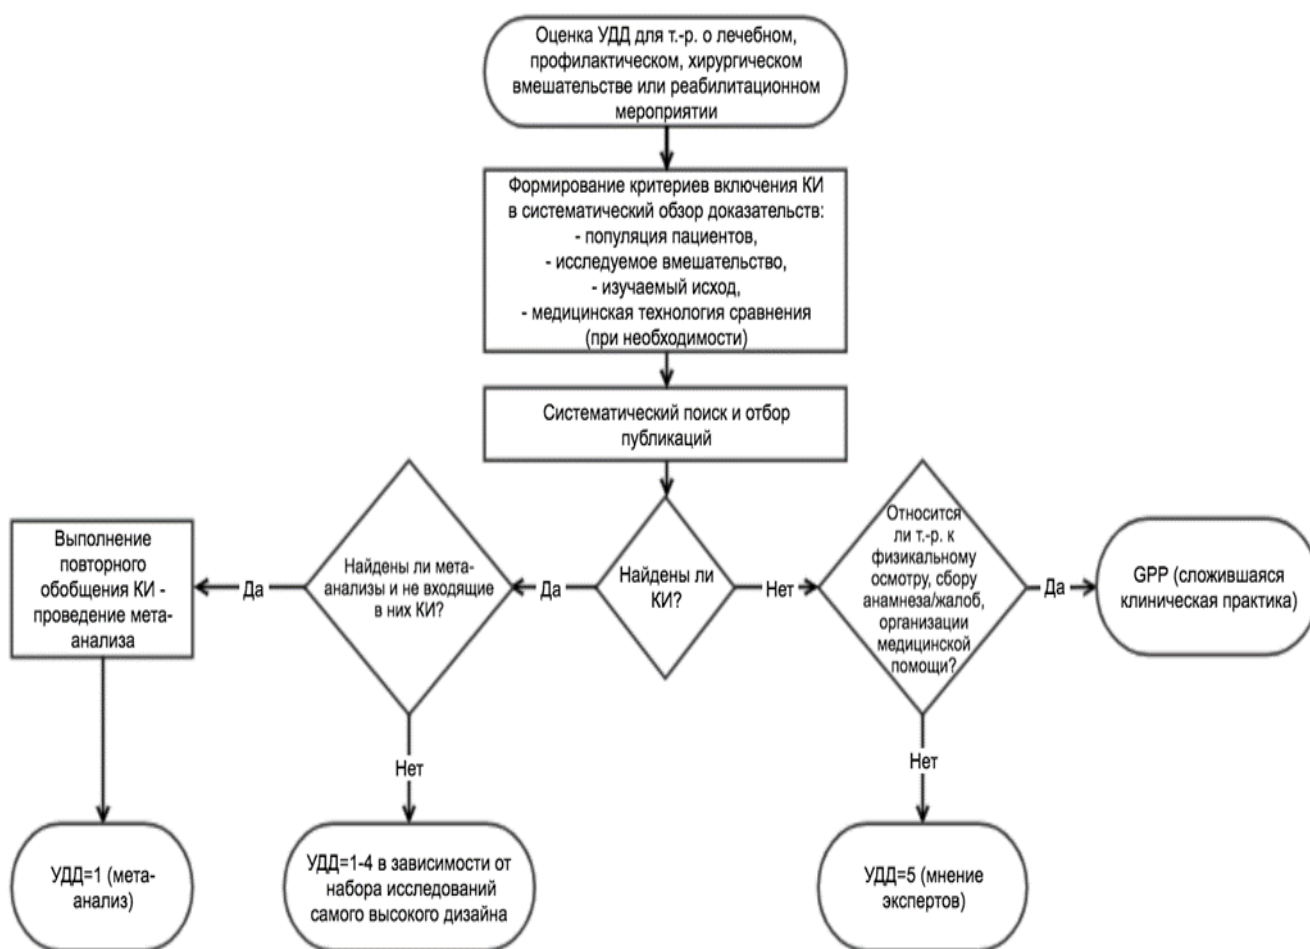 Оценка УДД для т.-р. о лечебном,
профилактическом, хирургическом
вмешательстве или реабилитационном
мероприятии
Формирование критериев включения КИ
в систематический обзор доказательств:
- популяция пациентов,
- исследуемое вмешательство,
- изучаемый исход,
- медицинская технология сравнения
(при необходимости)
Систематический поиск и отбор
публикаций
Найдены ли
КИ?
Да
Нет
Найдены ли мета-
анализы и не входящие
в них КИ?
Да
Выполнение
повторного
обобщения КИ -
проведение мета-
анализа
Относится
ли т.-р. к
физикальному
осмотру, сбору
анамнеза/жалоб,
организации
медицинской
помощи?
Да
GPP (сложившаяся
клиническая практика)
Нет
Нет
УДД=1 (мета-
анализ)
УДД=1-4 в зависимости от
набора исследований
самого высокого дизайна
УДД=5 (мнение
экспертов)